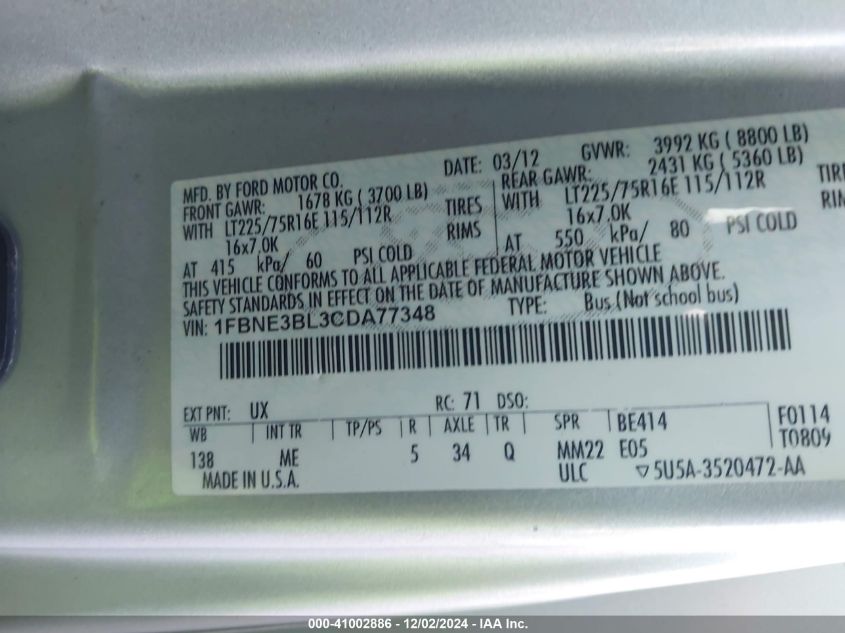 MFD. BY FORD MOTOR CO. DATE: 03/12 GVWR: 3992 KG ( 8800 LB)
FRONT GAWR: 1678 KG ( 3700 LB) REAR GAWR: 2431 KG ( 5360 LB)
WITH LT225/75R16E 115/112R TIRES WITH LT225/75R16E 115/112R TIRE
16x7.0K RIMS 16x7.0K RIM
AT 415 kPa/ 60 PSI COLD AT 550 kPa/ 80 PSI COLD
THIS VEHICLE CONFORMS TO ALL APPLICABLE FEDERAL MOTOR VEHICLE
SAFETY STANDARDS IN EFFECT ON THE DATE OF MANUFACTURE SHOWN ABOVE.
VIN: 1FBNE3BL3CDA77348 TYPE: Bus (Not school bus)
EXT PNT: UX RC: 71 DSO:
WB INT TR TP/PS R AXLE TR SPR BE414 F0114
138 ME 5 34 Q MM22 E05 T0809
MADE IN U.S.A. ULC ▽5U5A-3520472-AA
000-41002886 - 12/02/2024 - IAA Inc.